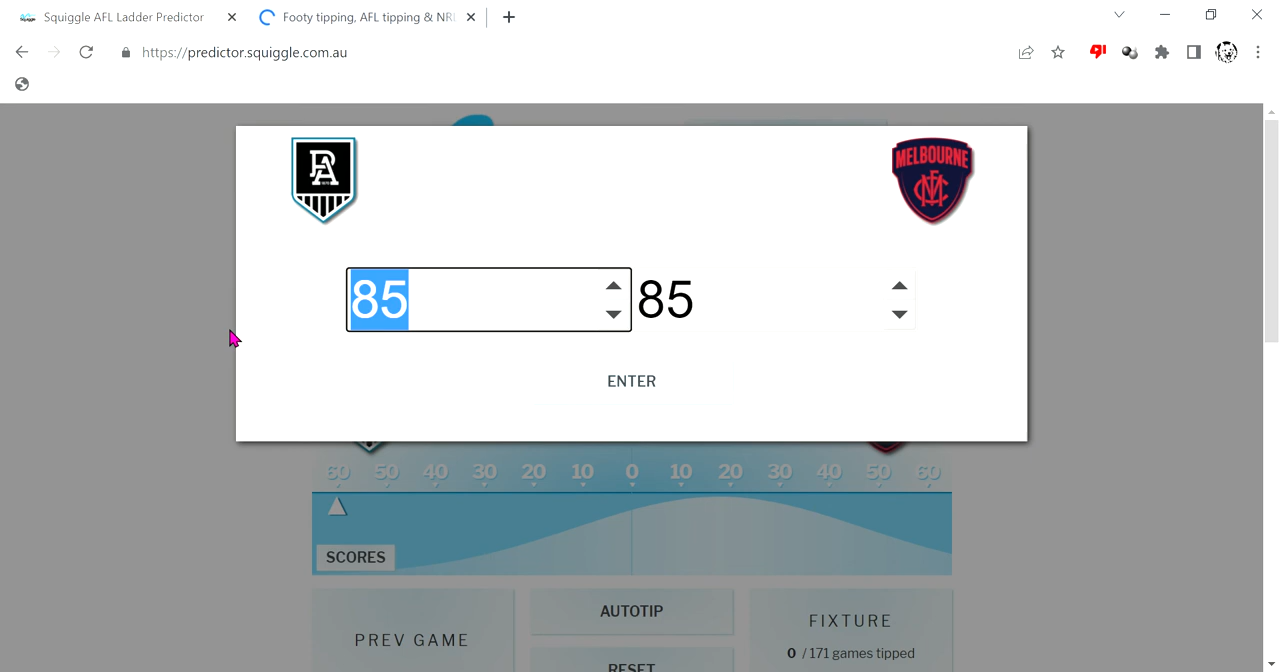 Squiggle AFL Ladder Predictor
Footy tipping, AFL tipping & NRL
https://predictor.squiggle.com.au
PA
MELBOURNE
85
85
ENTER
60 50 40 30 20 10 0 10 20 30 40 50 60
SCORES
PREV GAME
AUTOTIP
RESET
FIXTURE
0 / 171 games tipped